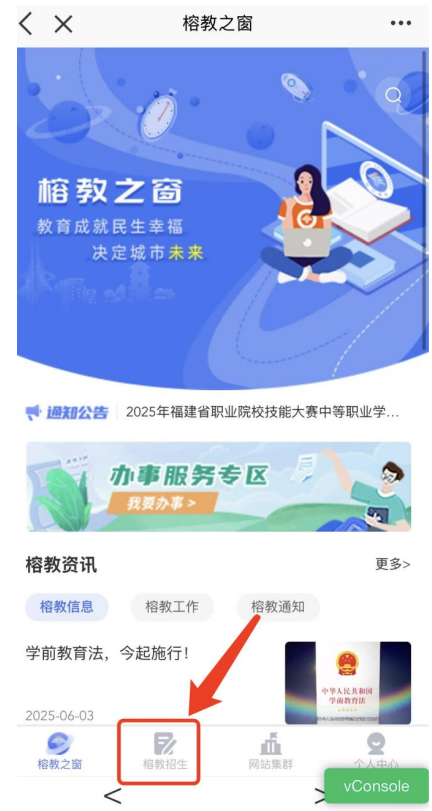 榕教之窗
榕教之窗
教育成就民生幸福
决定城市未来
通知公告 2025年福建省职业院校技能大赛中等职业学...
办事服务专区
我要办事 >
榕教资讯 更多>
榕教信息 榕教工作 榕教通知
学前教育法，今起施行！
中华人民共和国
学前教育法
2025-06-03
榕教之窗 榕教招生 网站集群 个人中心
vConsole